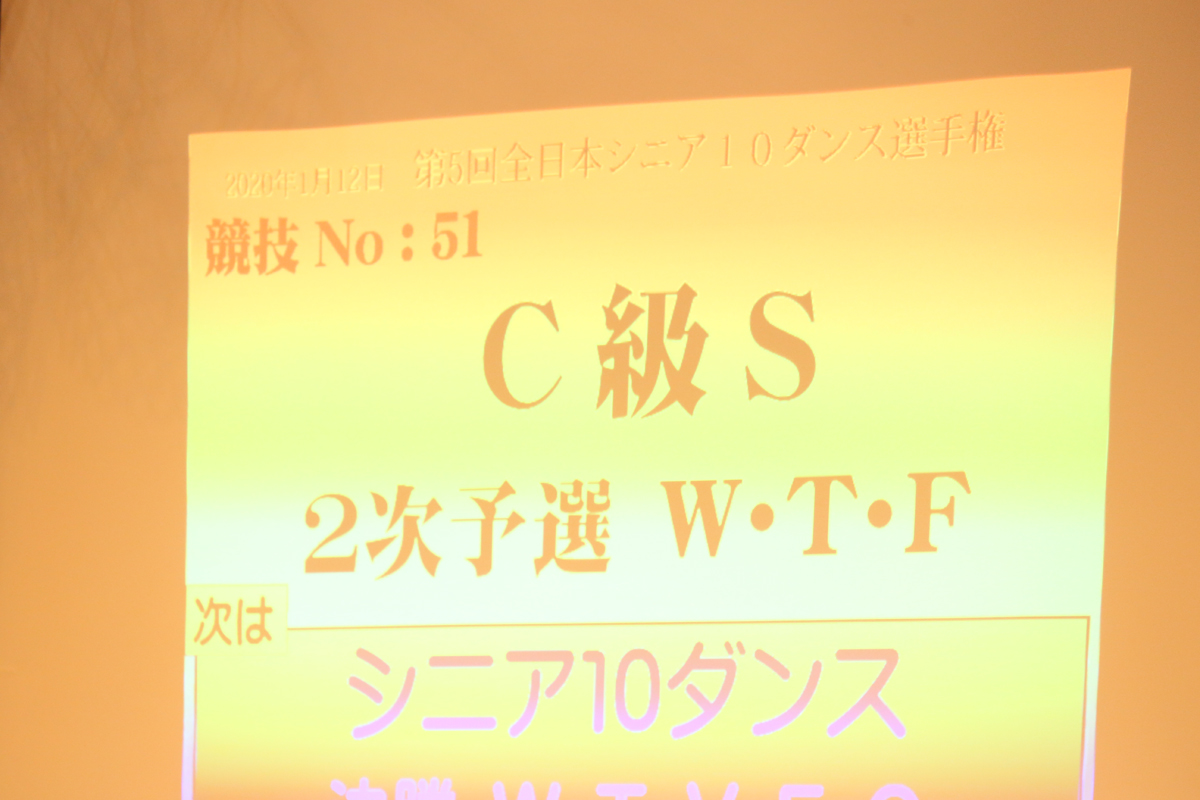 2020年1月12日 第5回全日本シニア10ダンス選手権
競技 No：51
C 級 S
2次予選 W・T・F
次は
シニア10ダンス
決勝 W T V F Q